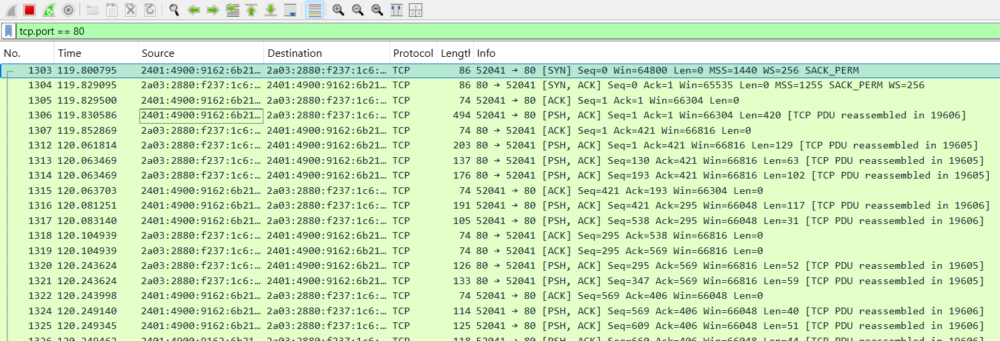 1
2 3
tcp.port == 80
No. Time Source Destination Protocol Length Info
1303 119.800795 2401:4900:9162:6b21… 2a03:2880:f237:1c6:… TCP 86 52041 → 80 [SYN] Seq=0 Win=64800 Len=0 MSS=1440 WS=256 SACK_PERM
1304 119.829095 2a03:2880:f237:1c6:… 2401:4900:9162:6b21… TCP 86 80 → 52041 [SYN, ACK] Seq=0 Ack=1 Win=65535 Len=0 MSS=1255 SACK_PERM WS=256
1305 119.829500 2401:4900:9162:6b21… 2a03:2880:f237:1c6:… TCP 74 52041 → 80 [ACK] Seq=1 Ack=1 Win=66304 Len=0
1306 119.830586 2401:4900:9162:6b21… 2a03:2880:f237:1c6:… TCP 494 52041 → 80 [PSH, ACK] Seq=1 Ack=1 Win=66304 Len=420 [TCP PDU reassembled in 19606]
1307 119.852869 2a03:2880:f237:1c6:… 2401:4900:9162:6b21… TCP 74 80 → 52041 [ACK] Seq=1 Ack=421 Win=66816 Len=0
1312 120.061814 2a03:2880:f237:1c6:… 2401:4900:9162:6b21… TCP 203 80 → 52041 [PSH, ACK] Seq=1 Ack=421 Win=66816 Len=129 [TCP PDU reassembled in 19605]
1313 120.063469 2a03:2880:f237:1c6:… 2401:4900:9162:6b21… TCP 137 80 → 52041 [PSH, ACK] Seq=130 Ack=421 Win=66816 Len=63 [TCP PDU reassembled in 19605]
1314 120.063469 2a03:2880:f237:1c6:… 2401:4900:9162:6b21… TCP 176 80 → 52041 [PSH, ACK] Seq=193 Ack=421 Win=66816 Len=102 [TCP PDU reassembled in 19605]
1315 120.063703 2401:4900:9162:6b21… 2a03:2880:f237:1c6:… TCP 74 52041 → 80 [ACK] Seq=421 Ack=193 Win=66304 Len=0
1316 120.081251 2401:4900:9162:6b21… 2a03:2880:f237:1c6:… TCP 191 52041 → 80 [PSH, ACK] Seq=421 Ack=295 Win=66048 Len=117 [TCP PDU reassembled in 19606]
1317 120.083140 2401:4900:9162:6b21… 2a03:2880:f237:1c6:… TCP 105 52041 → 80 [PSH, ACK] Seq=538 Ack=295 Win=66048 Len=31 [TCP PDU reassembled in 19606]
1318 120.104939 2a03:2880:f237:1c6:… 2401:4900:9162:6b21… TCP 74 80 → 52041 [ACK] Seq=295 Ack=538 Win=66816 Len=0
1319 120.104939 2a03:2880:f237:1c6:… 2401:4900:9162:6b21… TCP 74 80 → 52041 [ACK] Seq=295 Ack=569 Win=66816 Len=0
1320 120.243624 2a03:2880:f237:1c6:… 2401:4900:9162:6b21… TCP 126 80 → 52041 [PSH, ACK] Seq=295 Ack=569 Win=66816 Len=52 [TCP PDU reassembled in 19605]
1321 120.243624 2a03:2880:f237:1c6:… 2401:4900:9162:6b21… TCP 133 80 → 52041 [PSH, ACK] Seq=347 Ack=569 Win=66816 Len=59 [TCP PDU reassembled in 19605]
1322 120.243998 2401:4900:9162:6b21… 2a03:2880:f237:1c6:… TCP 74 52041 → 80 [ACK] Seq=569 Ack=406 Win=66048 Len=0
1324 120.249140 2401:4900:9162:6b21… 2a03:2880:f237:1c6:… TCP 114 52041 → 80 [PSH, ACK] Seq=569 Ack=406 Win=66048 Len=40 [TCP PDU reassembled in 19606]
1325 120.249345 2401:4900:9162:6b21… 2a03:2880:f237:1c6:… TCP 125 52041 → 80 [PSH, ACK] Seq=609 Ack=406 Win=66048 Len=51 [TCP PDU reassembled in 19606]